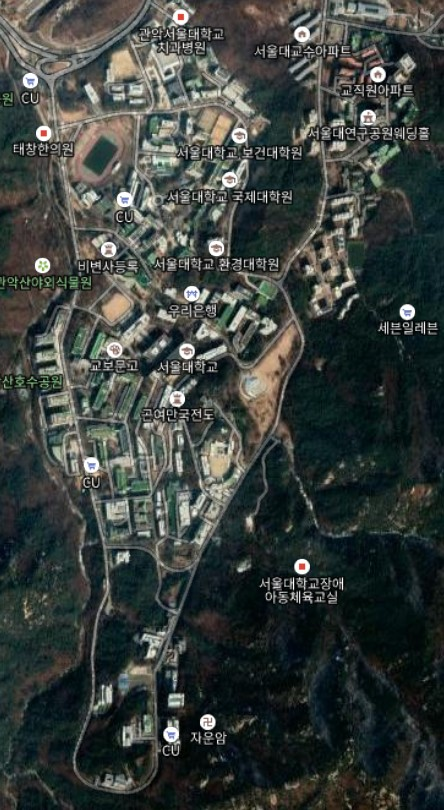 관악서울대학교
치과병원
서울대교수아파트
CU
교직원아파트
원
서울대연구공원웨딩홀
태창한의원
서울대학교 보건대학원
서울대학교 국제대학원
CU
비변사등록
서울대학교 환경대학원
관악산야외식물원
우리은행
세븐일레븐
교보문고
서울대학교
산호수공원
곤여만국전도
CU
서울대학교장애
아동체육교실
자운암
CU